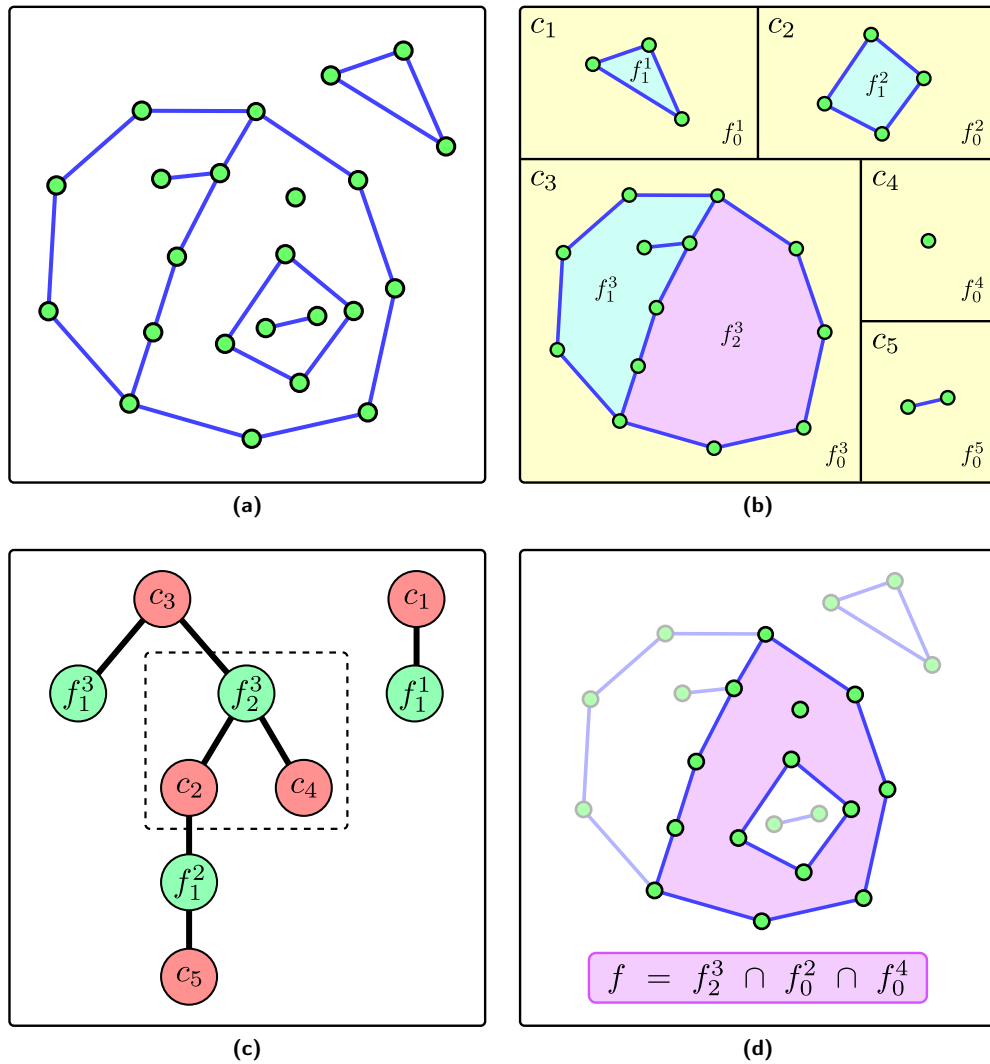 c₁
f₁¹
f₀¹
c₂
f₁²
f₀²
c₃
f₁³
f₂³
f₀³
c₄
f₀⁴
c₅
f₀⁵
(a)
(b)
c₃
c₁
f₁³
f₂³
f₁¹
c₂
c₄
f₁²
c₅
f = f₂³ ∩ f₀² ∩ f₀⁴
(c)
(d)